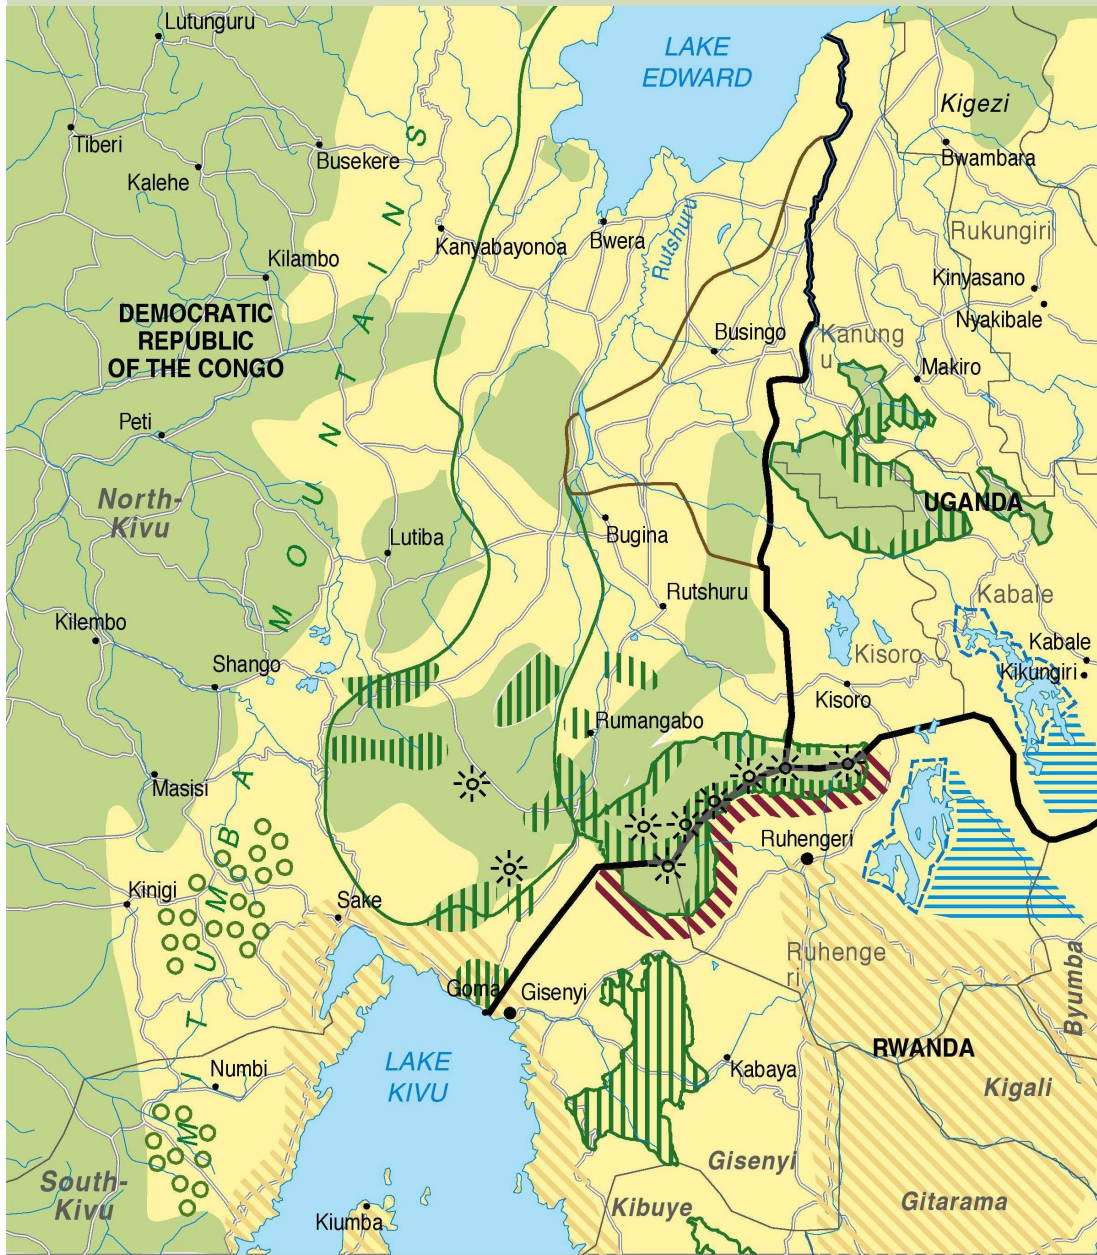 Lutunguru
LAKE
EDWARD
Kigezi
Tiberi
Busekere
Bwambara
Kalehe
Kanyabayonoa
Bwera
Rutshuru
Rukungiri
Kilambo
Kinyasano
DEMOCRATIC
REPUBLIC
OF THE CONGO
Nyakibale
Busingo
Kanung
u
Makiro
Peti
North-
Kivu
UGANDA
Lutiba
Bugina
Rutshuru
Kabale
Kilembo
Kabale
Shango
Kisoro
Kikungiri
Kisoro
Rumangabo
Masisi
Ruhengeri
Kinigi
Sake
MITUMBA MOUNTAINS
Ruhenge
ri
Byumba
Goma
Gisenyi
RWANDA
LAKE
KIVU
Numbi
Kabaya
Kigali
Gisenyi
South-
Kivu
Kibuye
Gitarama
Kiumba